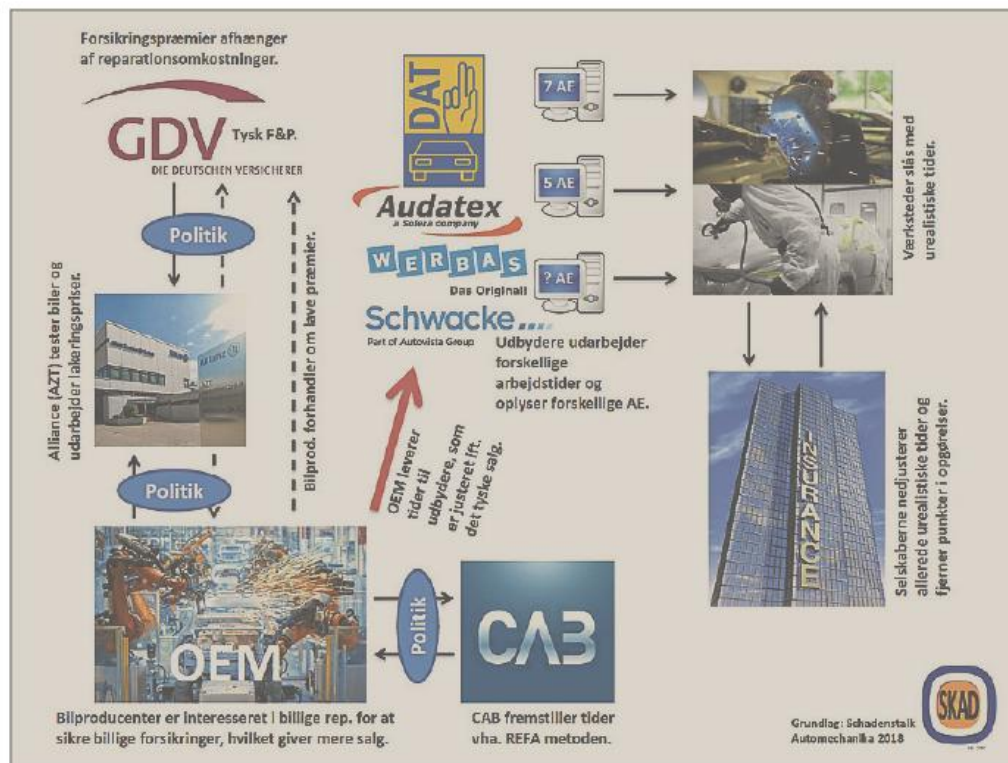 Forsikringspræmier afhænger
af reparationsomkostninger.
GDV
Tysk F&P.
DIE DEUTSCHEN VERSICHERER
Politik
Alliance (AZT) tester biler og
udarbejder lakeringspriser.
Allianz
AZT
Politik
Bilprod. forhandler om lave præmier.
OEM
Bilproducenter er interesseret i billige rep. for at
sikre billige forsikringer, hvilket giver mere salg.
DAT
Audatex
a Solera company
WERBAS
Das Original!
Schwacke
Part of Autovista Group
7 AE
5 AE
? AE
Udbydere udarbejder
forskellige
arbejdstider og
oplyser forskellige AE.
OEM leverer
tider til
udbydere, som
er justeret ift.
det tyske salg.
Politik
CAB
CAB fremstiller tider
vha. REFA metoden.
Værksteder slås med
urealistiske tider.
INSURANCE
Selskaberne nedjusterer
allerede urealistiske tider og
fjerner punkter i opgørelser.
Grundlag: Schadenstalk
Automechanika 2018
SKAD